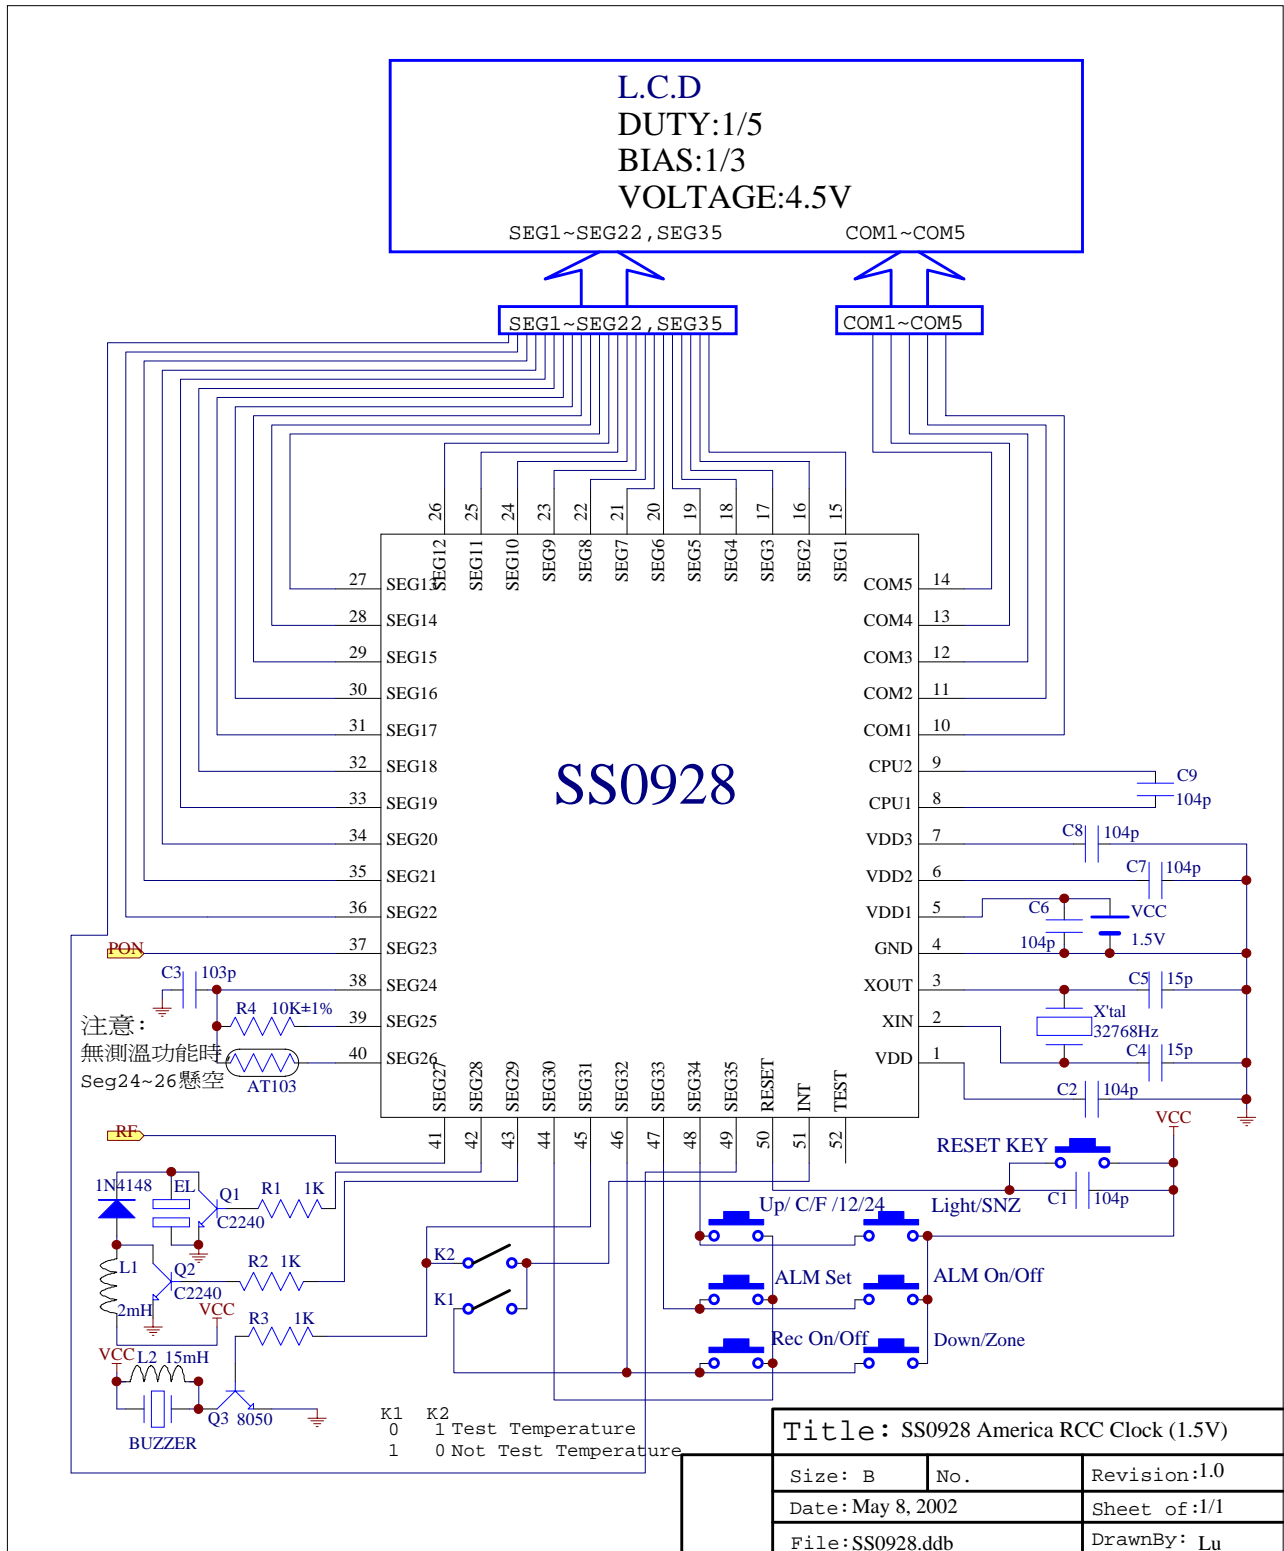 L.C.D
DUTY:1/5
BIAS:1/3
VOLTAGE:4.5V
SEG1~SEG22,SEG35 COM1~COM5
SEG1~SEG22,SEG35 COM1~COM5
26 25 24 23 22 21 20 19 18 17 16 15
SEG12 SEG11 SEG10 SEG9 SEG8 SEG7 SEG6 SEG5 SEG4 SEG3 SEG2 SEG1
27 SEG13 COM5 14
28 SEG14 COM4 13
29 SEG15 COM3 12
30 SEG16 COM2 11
31 SEG17 COM1 10
32 SEG18 CPU2 9
C9
SS0928
33 SEG19 CPU1 8 104p
34 SEG20 VDD3 7 C8 104p
35 SEG21 VDD2 6 C7 104p
36 SEG22 VDD1 5 C6 VCC
PON 37 SEG23 GND 4 104p 1.5V
C3 103p 38 SEG24 XOUT 3 C5 15p
R4 10K±1% 39 SEG25 XIN 2 X'tal
32768Hz
注意:
無測溫功能時,
Seg24~26懸空
AT103 40 SEG26 VDD 1 C4 15p
C2 104p
SEG27 SEG28 SEG29 SEG30 SEG31 SEG32 SEG33 SEG34 SEG35 RESET INT TEST
41 42 43 44 45 46 47 48 49 50 51 52
RF
VCC
RESET KEY
C1 104p
1N4148 EL Q1 R1 1K
C2240
Up/ C/F /12/24 Light/SNZ
L1 Q2 R2 1K K2
C2240
ALM Set ALM On/Off
2mH VCC R3 1K K1
Rec On/Off Down/Zone
VCC L2 15mH
Q3 8050
BUZZER
K1 K2
0 1 Test Temperature
1 0 Not Test Temperature
Title: SS0928 America RCC Clock (1.5V)
Size: B No. Revision:1.0
Date: May 8, 2002 Sheet of:1/1
File:SS0928.ddb DrawnBy: Lu